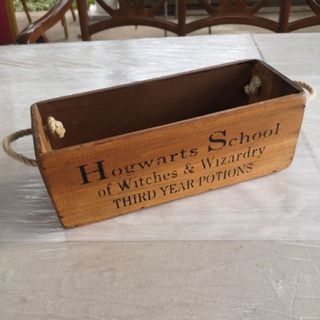 Hogwarts School
of Witches & Wizardry
THIRD YEAR POTIONS